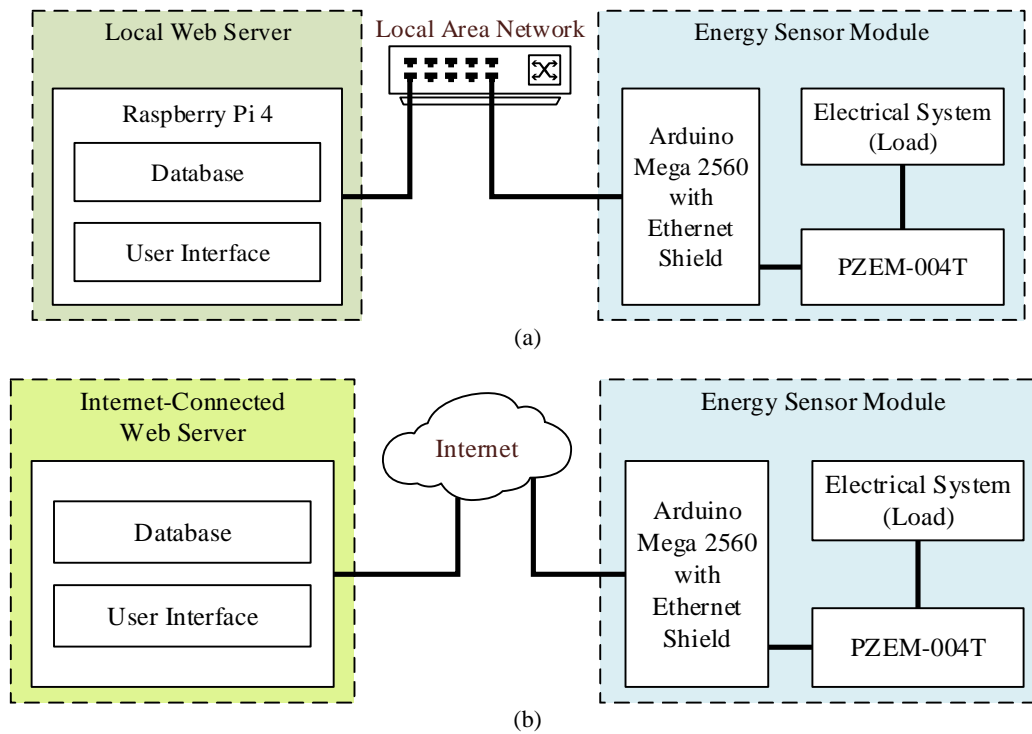 Local Web Server
Raspberry Pi 4
Database
User Interface
Local Area Network
Energy Sensor Module
Arduino
Mega 2560
with
Ethernet
Shield
Electrical System
(Load)
PZEM-004T
(a)
Internet-Connected
Web Server
Database
User Interface
Internet
Energy Sensor Module
Arduino
Mega 2560
with
Ethernet
Shield
Electrical System
(Load)
PZEM-004T
(b)